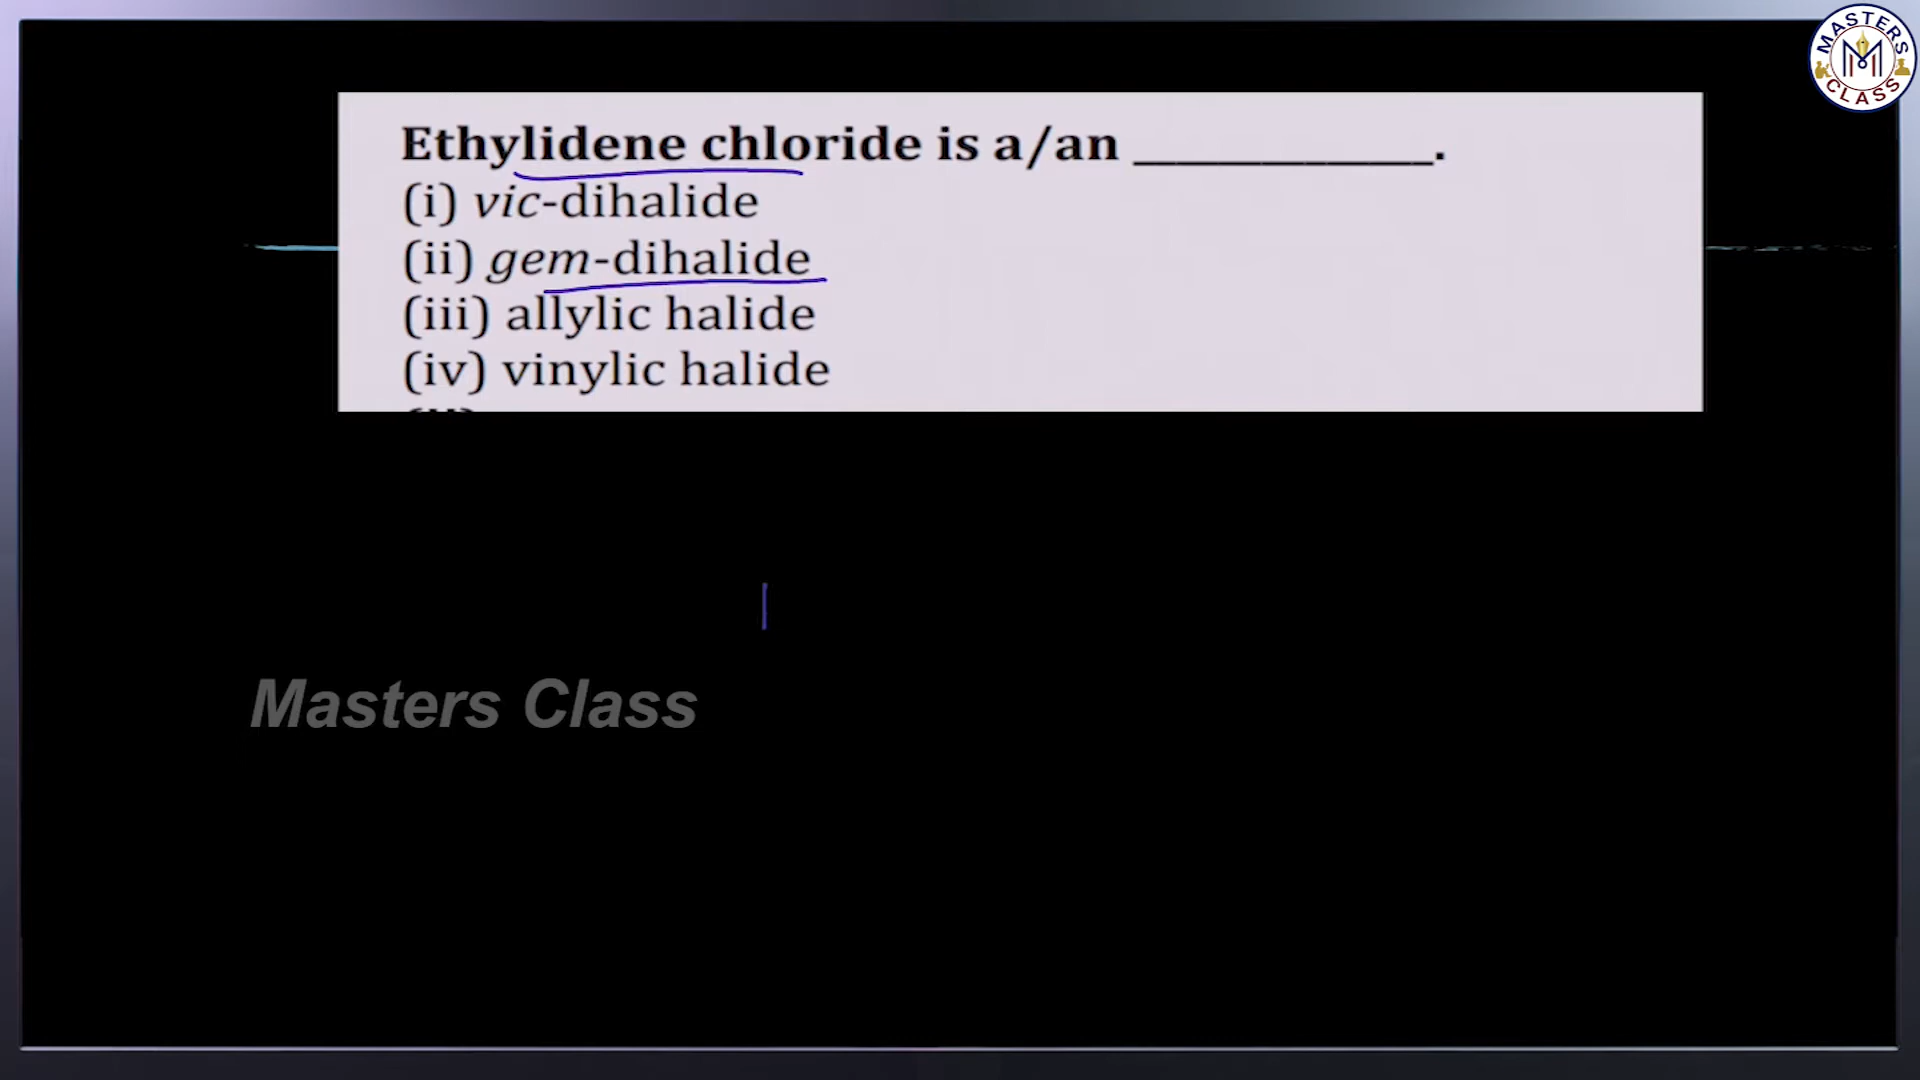 MASTERS
CLASS
Ethylidene chloride is a/an ______________.
(i) vic-dihalide
(ii) gem-dihalide
(iii) allylic halide
(iv) vinylic halide
Masters Class